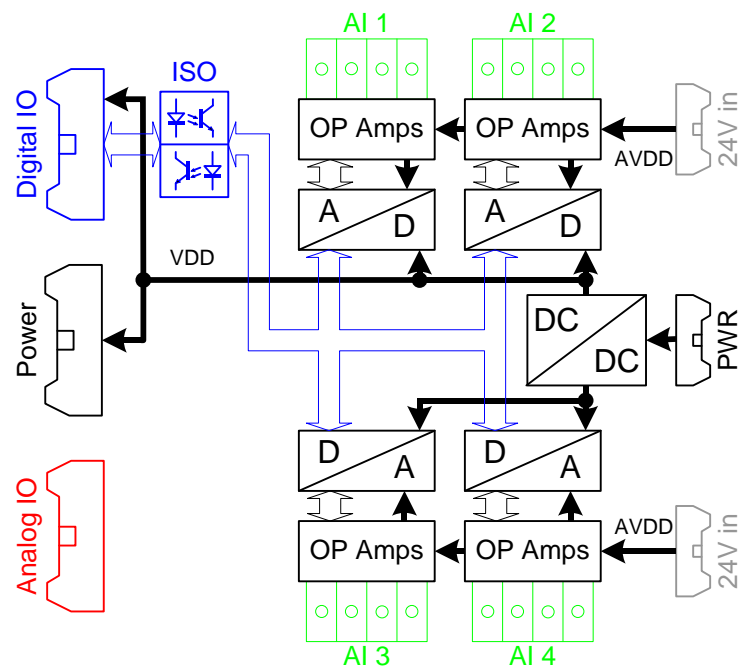 AI 1
AI 2
ISO
Digital IO
OP Amps
OP Amps
24V in
AVDD
A
D
A
D
VDD
Power
DC
DC
PWR
D
A
D
A
Analog IO
OP Amps
OP Amps
AVDD
24V in
AI 3
AI 4